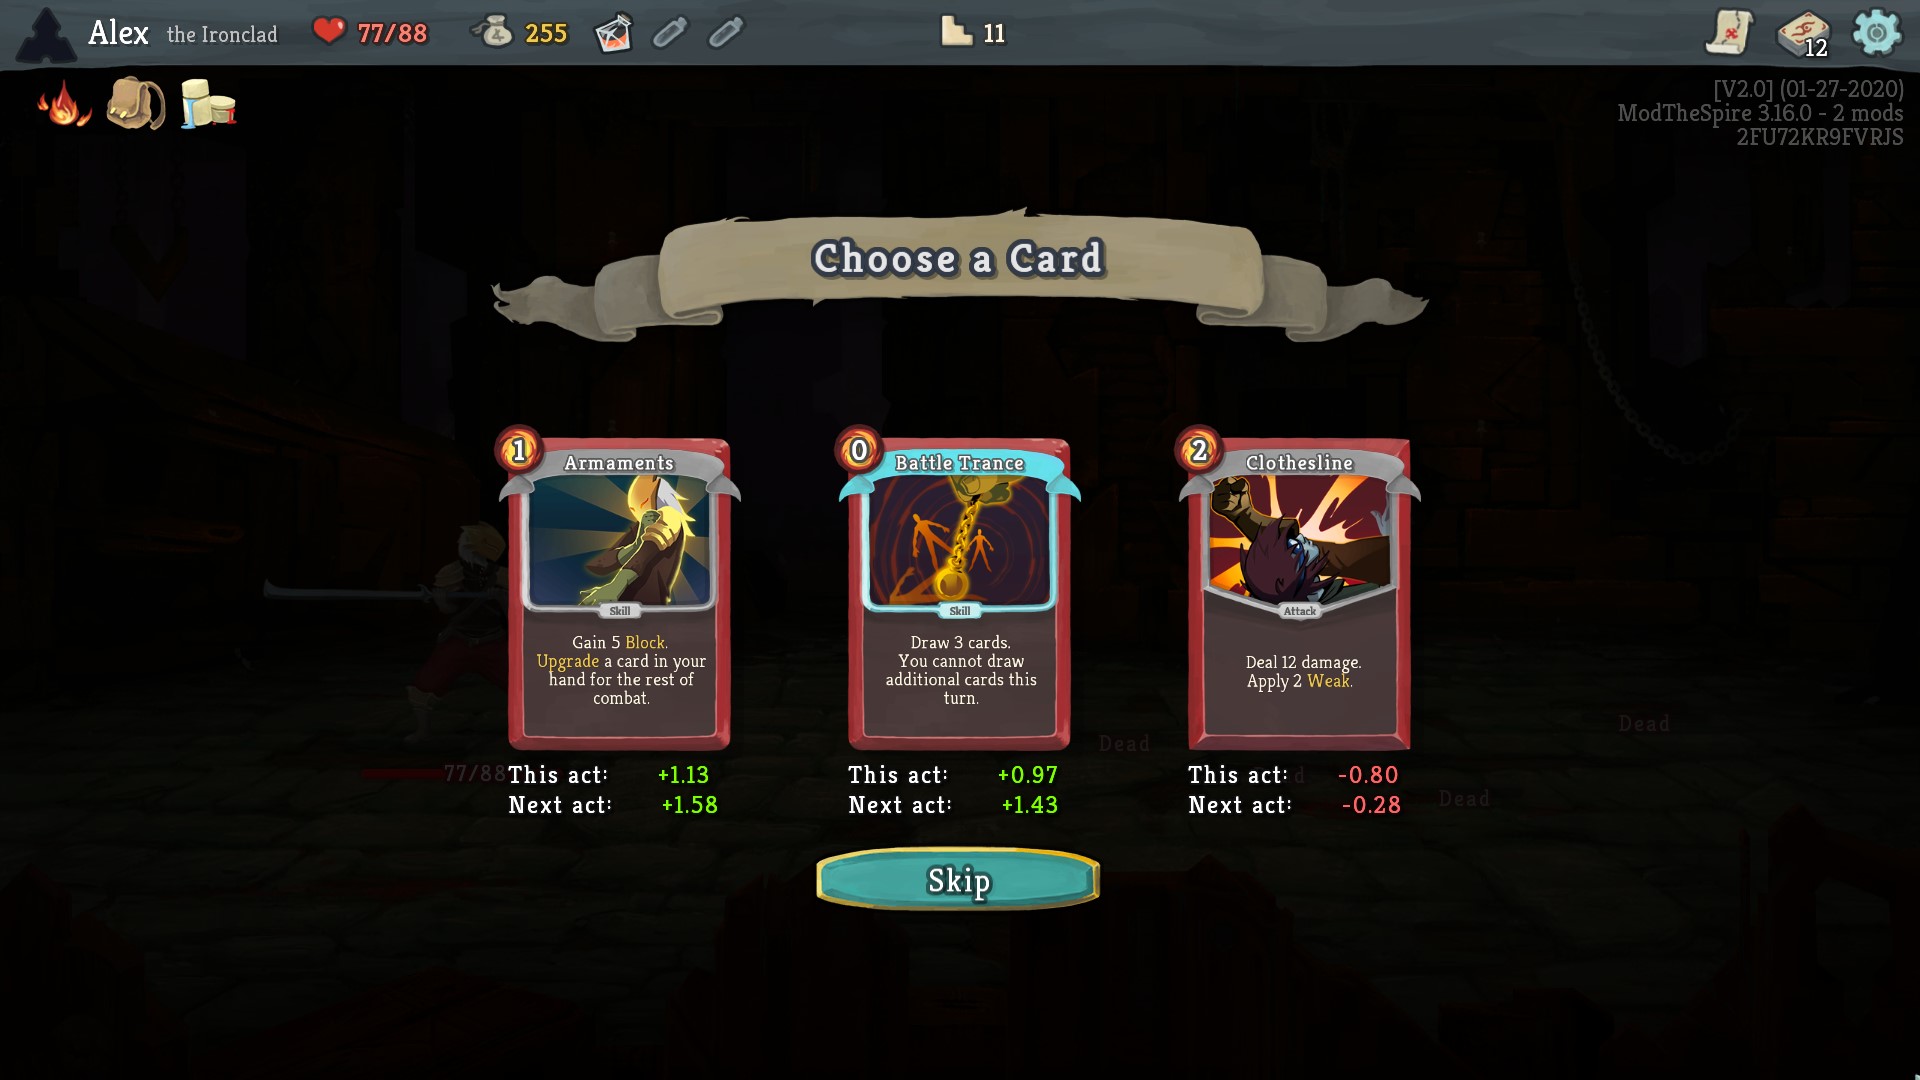 Alex the Ironclad 77/88 255 11 12
[V2.0] (01-27-2020)
ModTheSpire 3.16.0 - 2 mods
2FU72KR9FVRJS
Choose a Card
1 Armaments
Skill
Gain 5 Block.
Upgrade a card in your
hand for the rest of
combat.
This act: +1.13
Next act: +1.58
0 Battle Trance
Skill
Draw 3 cards.
You cannot draw
additional cards this
turn.
This act: +0.97
Next act: +1.43
2 Clothesline
Attack
Deal 12 damage.
Apply 2 Weak.
This act: -0.80
Next act: -0.28
77/88
Dead
Dead
Dead
Skip